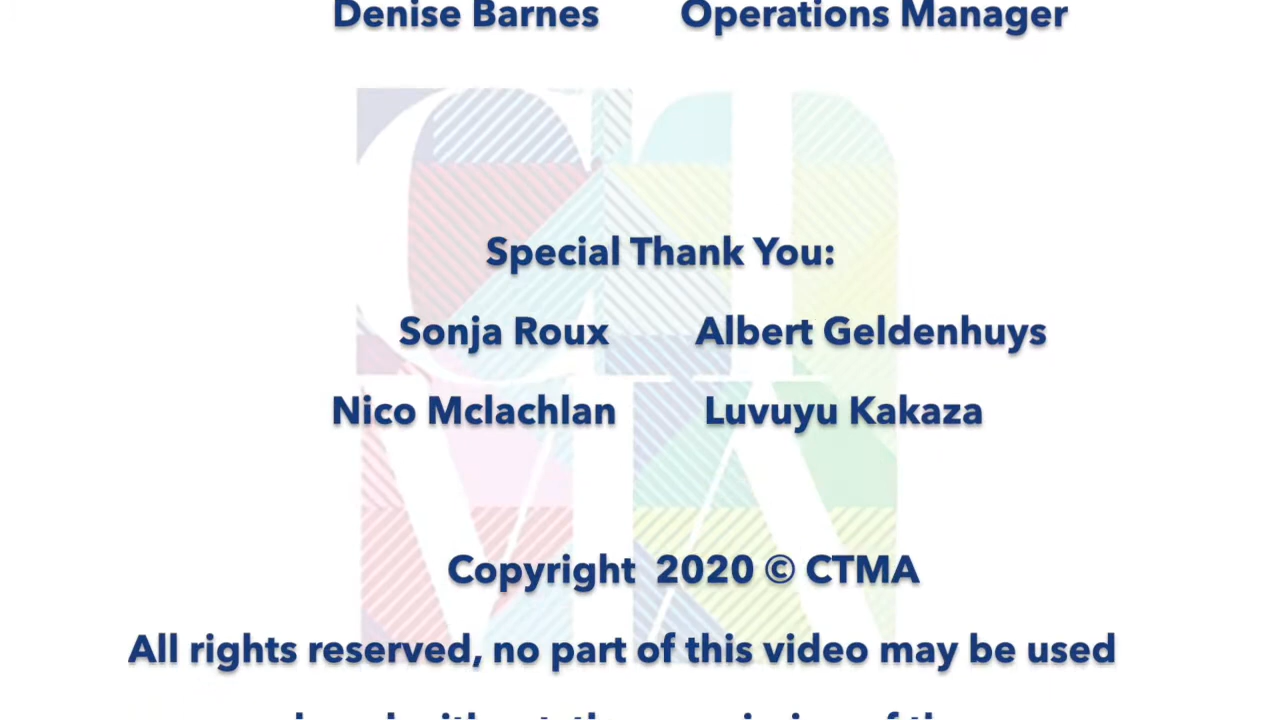 Denise Barnes Operations Manager
Special Thank You:
Sonja Roux Albert Geldenhuys
Nico Mclachlan Luvuyu Kakaza
Copyright 2020 © CTMA
All rights reserved, no part of this video may be used